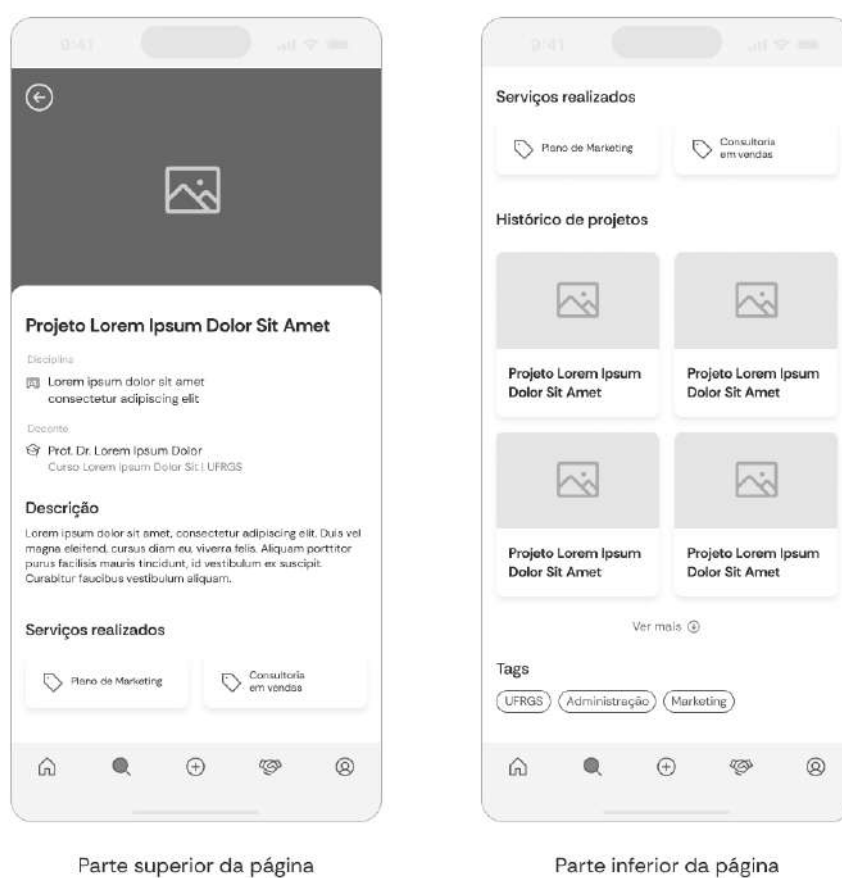 9:41
Projeto Lorem Ipsum Dolor Sit Amet
Disciplina
Lorem ipsum dolor sit amet
consectetur adipiscing elit
Docente
Prof. Dr. Lorem Ipsum Dolor
Curso Lorem Ipsum Dolor Sit | UFRGS
Descrição
Lorem ipsum dolor sit amet, consectetur adipiscing elit. Duis vel
magna eleifend, cursus diam eu, viverra felis. Aliquam porttitor
purus facilisis mauris tincidunt, id vestibulum ex suscipit.
Curabitur faucibus vestibulum aliquam.
Serviços realizados
Plano de Marketing
Consultoria
em vendas
Parte superior da página
9:41
Serviços realizados
Plano de Marketing
Consultoria
em vendas
Histórico de projetos
Projeto Lorem Ipsum
Dolor Sit Amet
Projeto Lorem Ipsum
Dolor Sit Amet
Projeto Lorem Ipsum
Dolor Sit Amet
Projeto Lorem Ipsum
Dolor Sit Amet
Ver mais
Tags
UFRGS
Administração
Marketing
Parte inferior da página